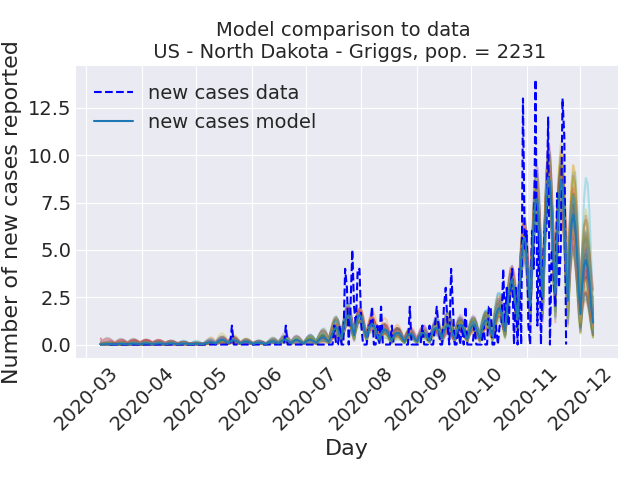 Model comparison to data
US - North Dakota - Griggs, pop. = 2231
Number of new cases reported
12.5
10.0
7.5
5.0
2.5
0.0
new cases data
new cases model
2020-03
2020-04
2020-05
2020-06
2020-07
2020-08
2020-09
2020-10
2020-11
2020-12
Day